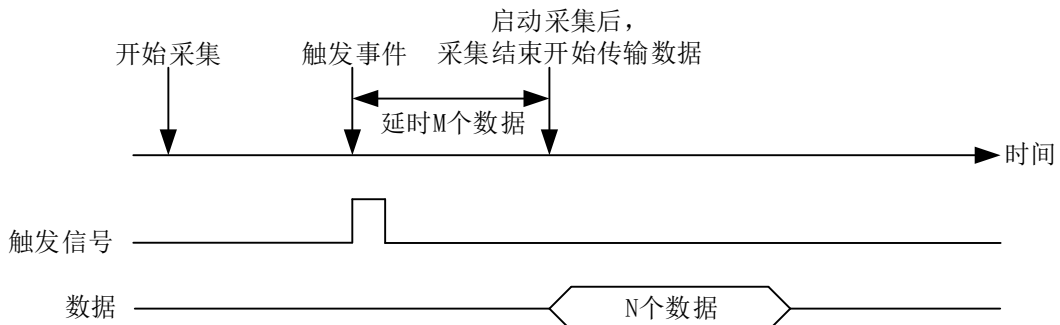 启动采集后，
开始采集
触发事件
采集结束开始传输数据
延时M个数据
时间
触发信号
数据
N个数据